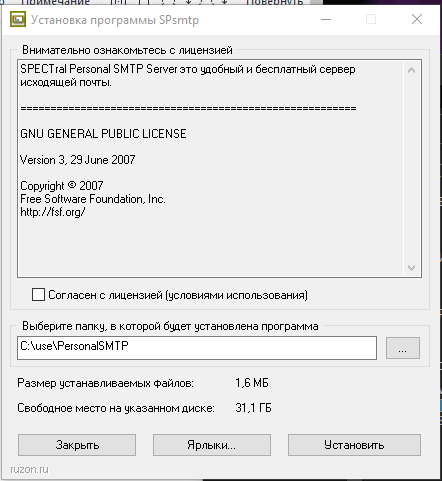 Примечание
Повернуть
Установка программы SPsmtp
Внимательно ознакомьтесь с лицензией
SPECTral Personal SMTP Server это удобный и бесплатный сервер
исходящей почты.
========================================================
GNU GENERAL PUBLIC LICENSE
Version 3, 29 June 2007
Copyright © 2007
Free Software Foundation, Inc.
http://fsf.org/
Согласен с лицензией (условиями использования)
Выберите папку, в которой будет установлена программа
C:\use\PersonalSMTP
...
Размер устанавливаемых файлов: 1,6 МБ
Свободное место на указанном диске: 31,1 ГБ
Закрыть Ярлыки... Установить
ruzon.ru